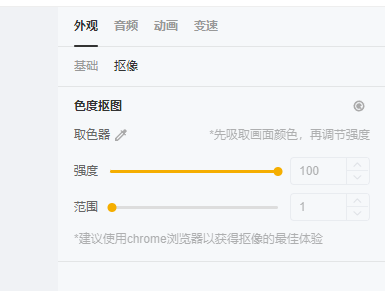 外观 音频 动画 变速
基础 抠像
色度抠图
取色器 *先吸取画面颜色，再调节强度
强度 100
范围 1
*建议使用chrome浏览器以获得抠像的最佳体验